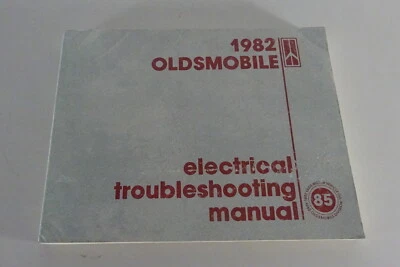 1982
OLDSMOBILE
electrical
troubleshooting
manual
85